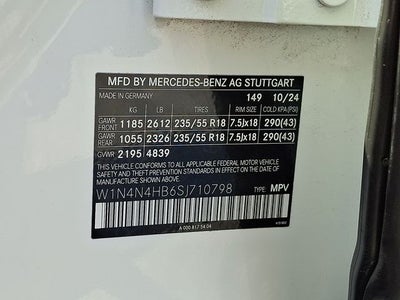 MFD BY MERCEDES-BENZ AG STUTTGART
MADE IN GERMANY 149 10/24
KG LB TIRES RIM SIZE COLD KPA (PSI)
GAWR FRONT 1185 2612 235/55 R18 7.5Jx18 290(43)
GAWR REAR 1055 2326 235/55 R18 7.5Jx18 290(43)
GVWR 2195 4839
THIS VEHICLE CONFORMS TO ALL APPLICABLE FEDERAL MOTOR VEHICLE
SAFETY AND THEFT PREVENTION STANDARDS IN EFFECT ON THE DATE OF
MANUFACTURE SHOWN ABOVE.
W1N4N4HB6SJ710798 TYPE: MPV
A 000 817 54 04